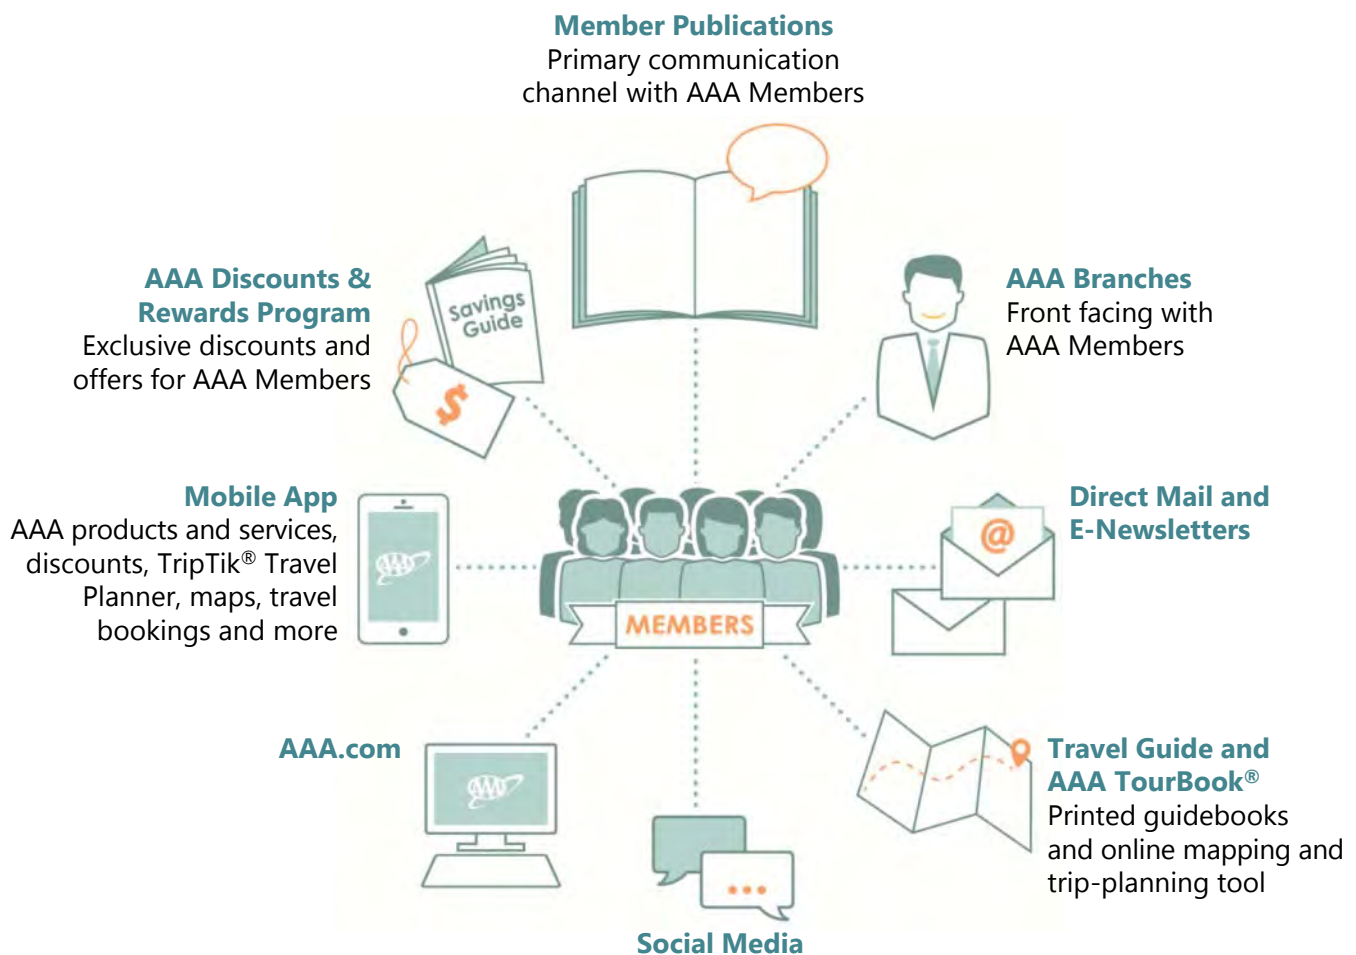 Member Publications
Primary communication
channel with AAA Members
AAA Discounts &
Rewards Program
Exclusive discounts and
offers for AAA Members
Savings
Guide
$
AAA Branches
Front facing with
AAA Members
Mobile App
AAA products and services,
discounts, TripTik® Travel
Planner, maps, travel
bookings and more
AAA
MEMBERS
@
Direct Mail and
E-Newsletters
AAA.com
AAA
Travel Guide and
AAA TourBook®
Printed guidebooks
and online mapping and
trip-planning tool
Social Media